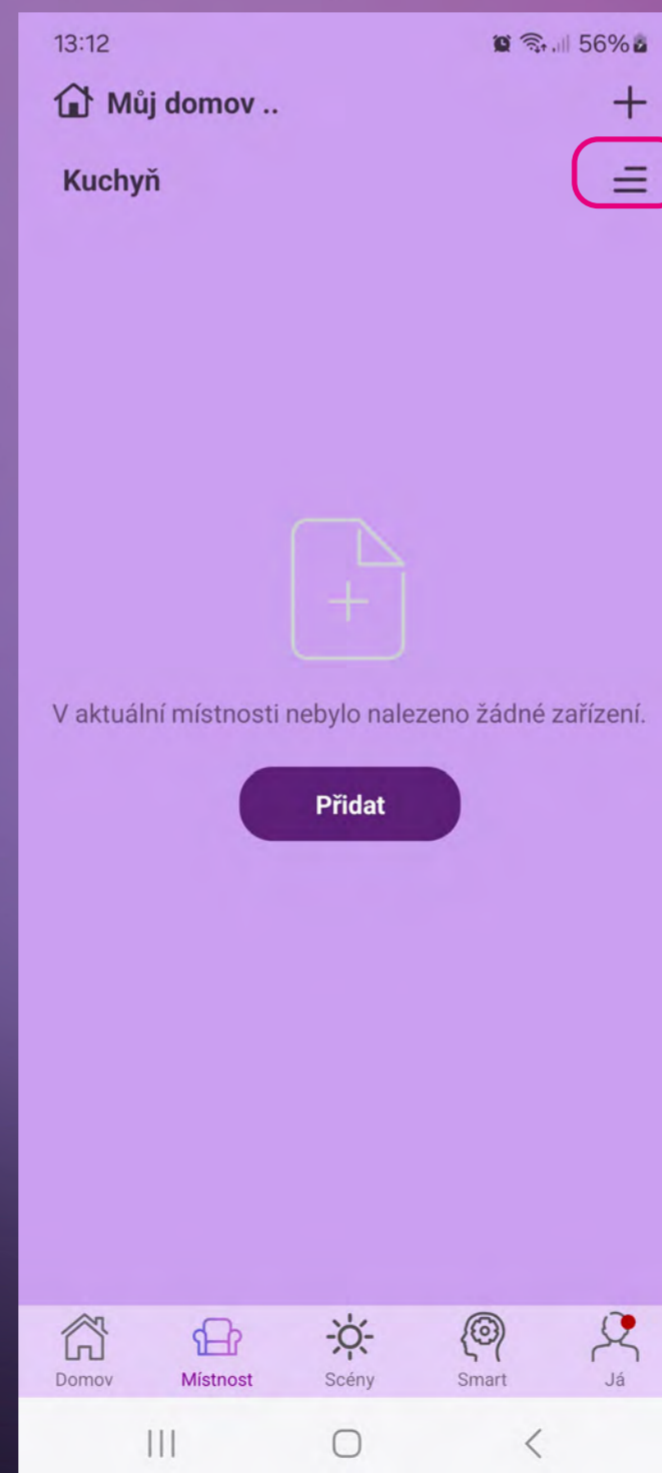 13:12
56%
Můj domov ..
Kuchyň
V aktuální místnosti nebylo nalezeno žádné zařízení.
Přidat
Domov
Místnost
Scény
Smart
Já